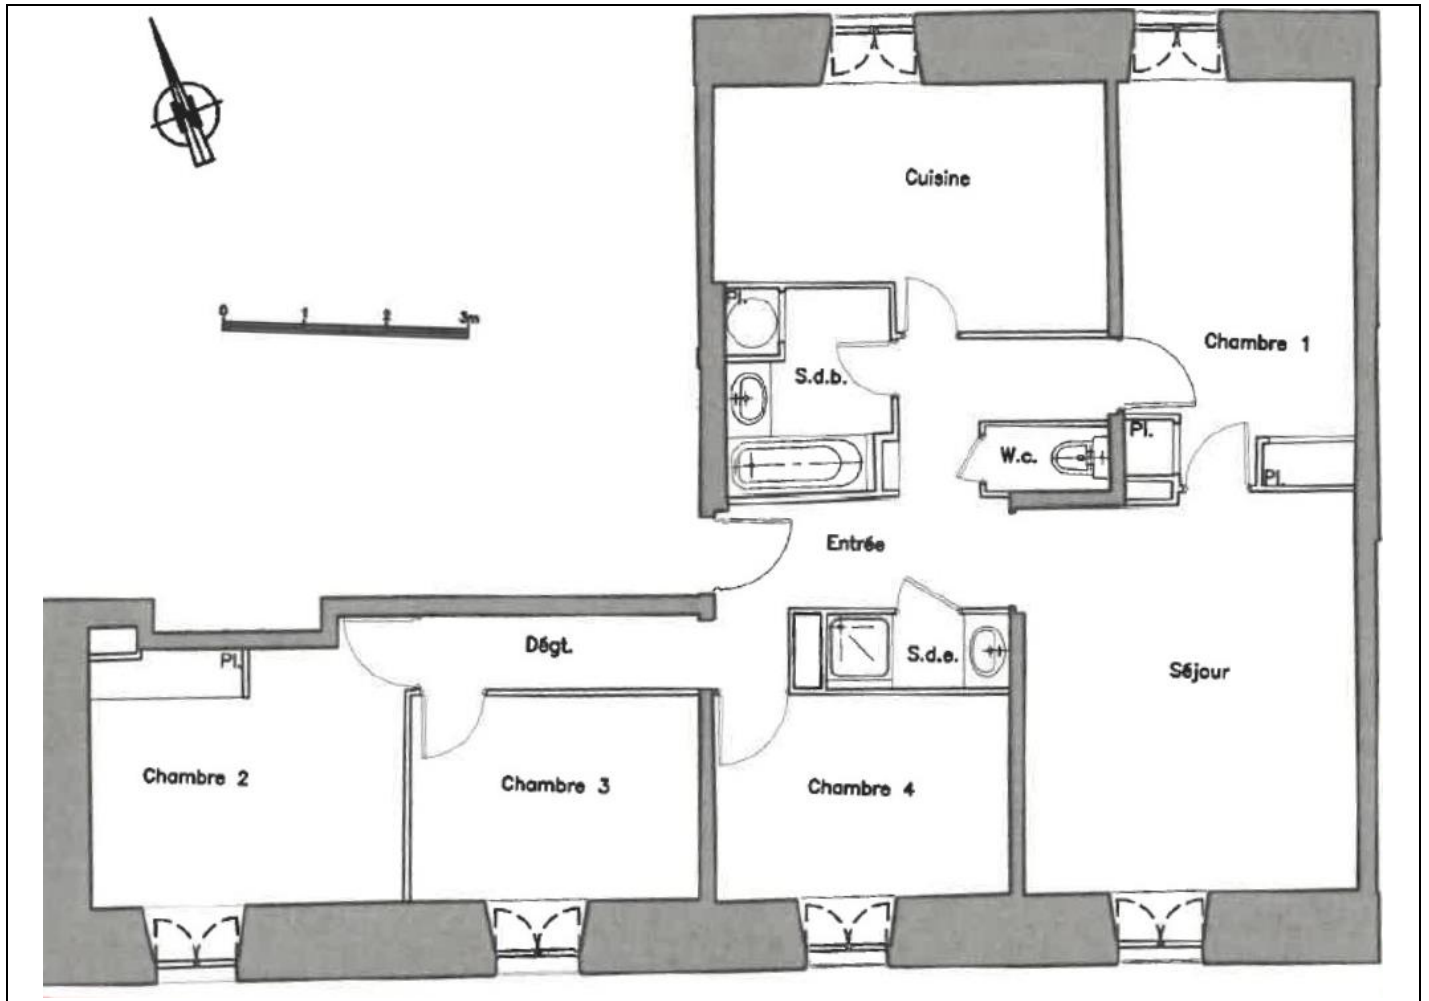 Cuisine
Pl.
0 1 2 3m
Chambre 1
S.d.b.
Pl.
W.c.
Pl.
Entrée
Dégt.
S.d.e.
Pl.
Séjour
Chambre 2
Chambre 3
Chambre 4